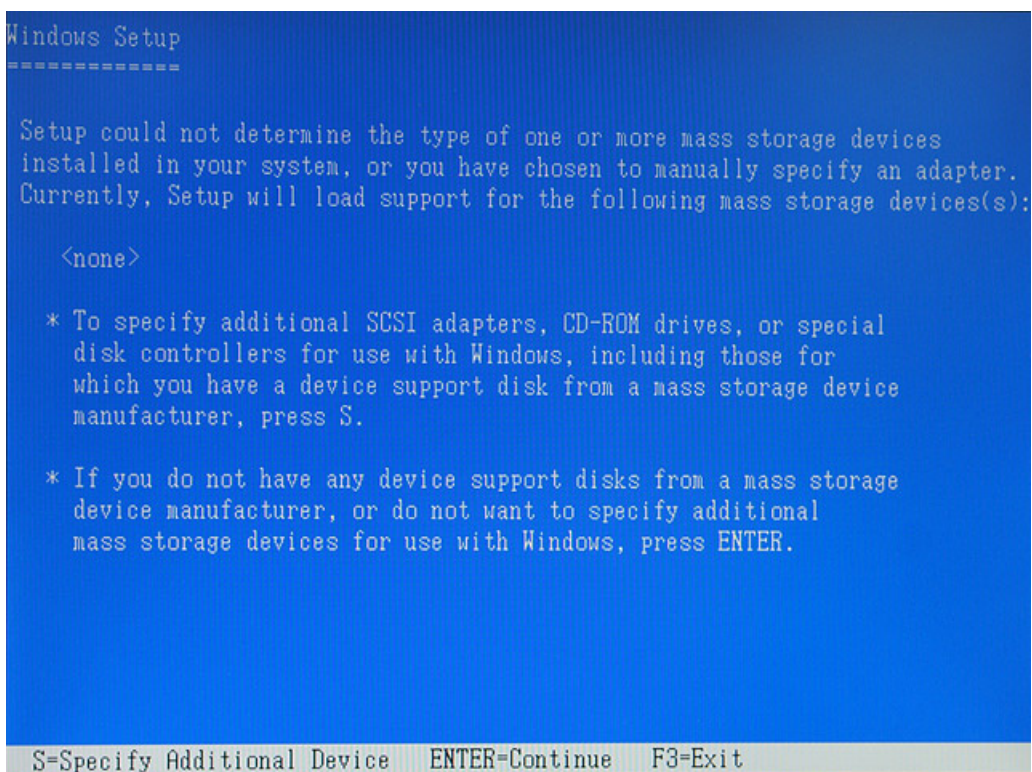 Windows Setup
=============
Setup could not determine the type of one or more mass storage devices
installed in your system, or you have chosen to manually specify an adapter.
Currently, Setup will load support for the following mass storage devices(s):
<none>
* To specify additional SCSI adapters, CD-ROM drives, or special
disk controllers for use with Windows, including those for
which you have a device support disk from a mass storage device
manufacturer, press S.
* If you do not have any device support disks from a mass storage
device manufacturer, or do not want to specify additional
mass storage devices for use with Windows, press ENTER.
S=Specify Additional Device ENTER=Continue F3=Exit